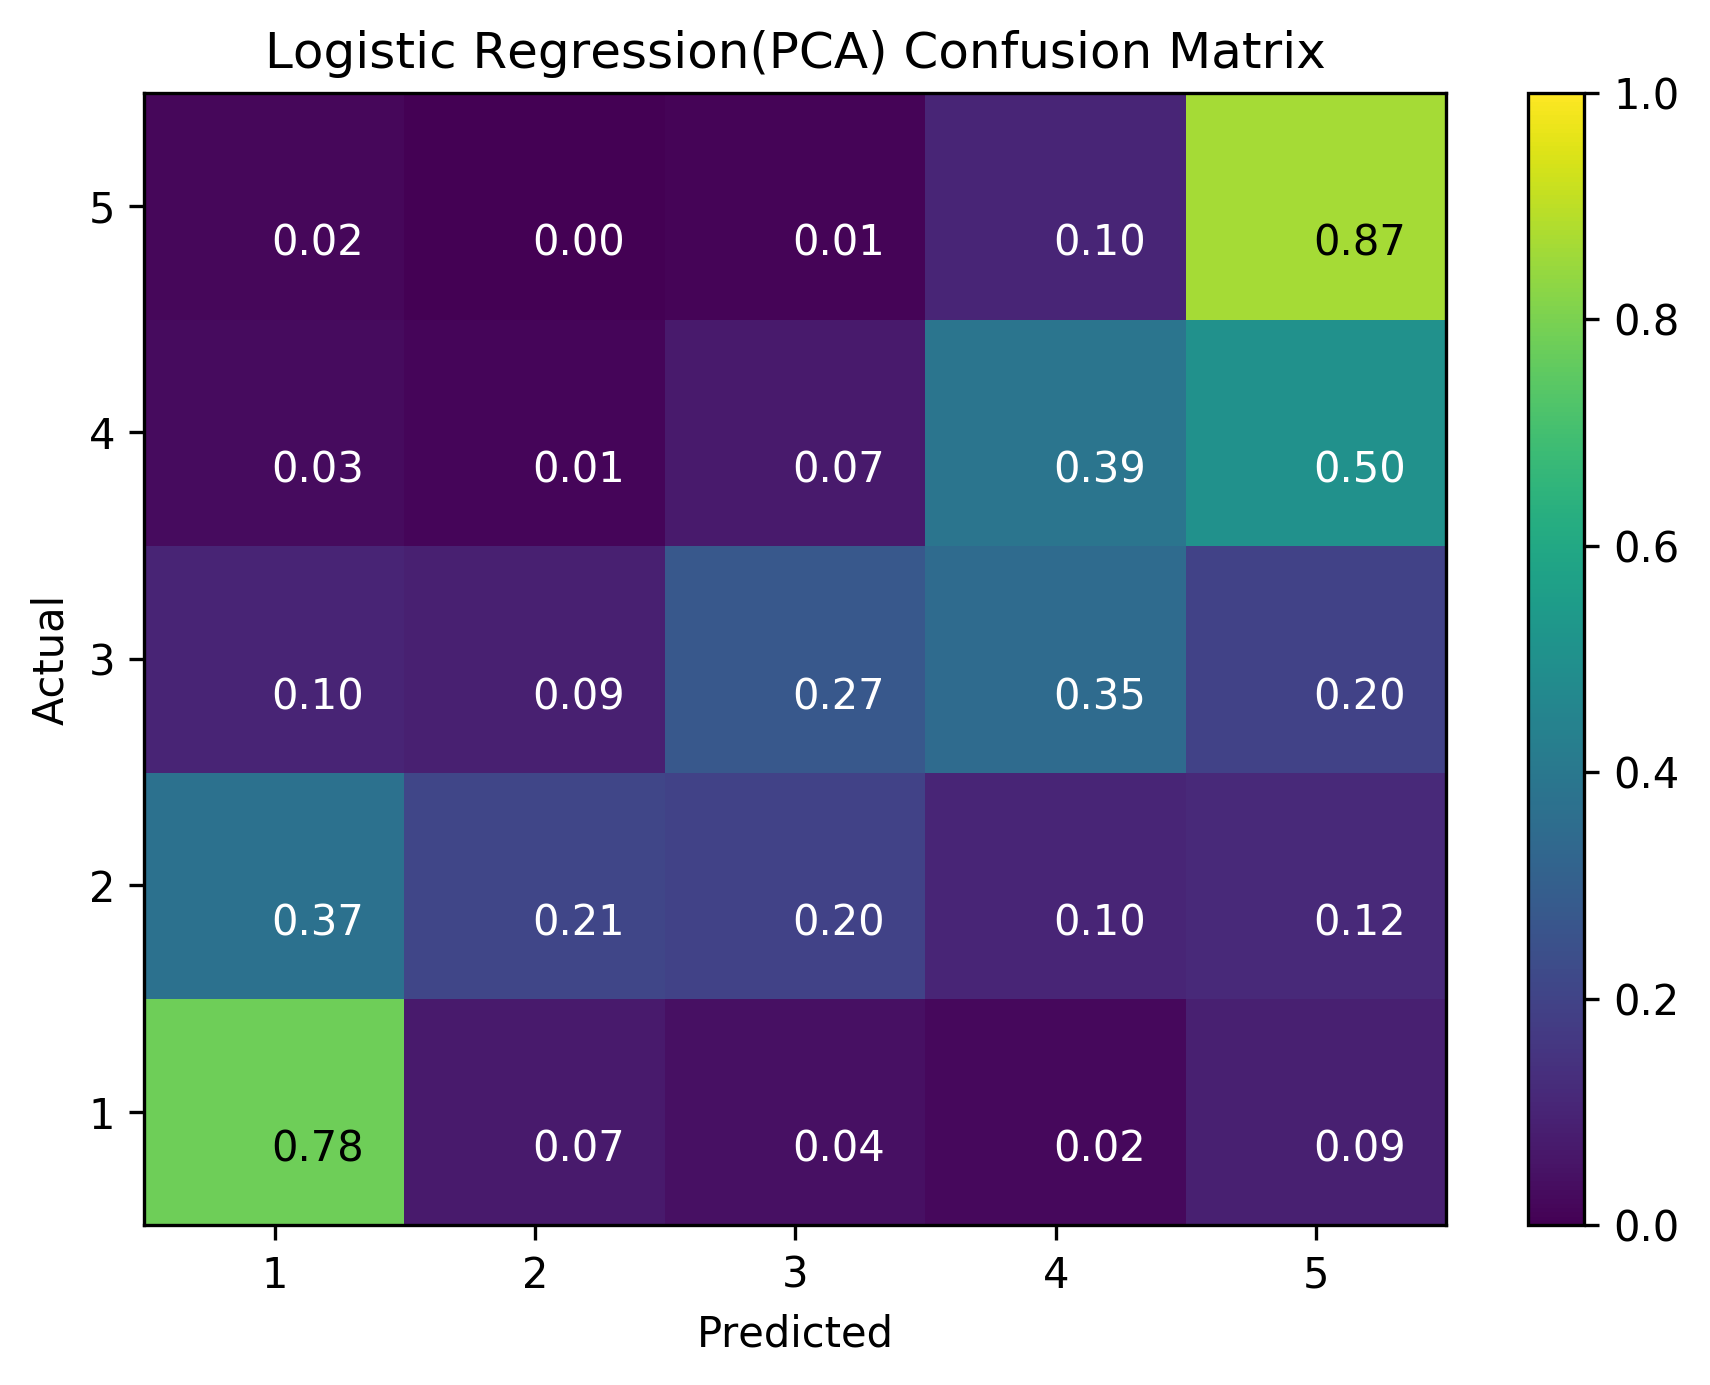 Logistic Regression(PCA) Confusion Matrix
5 0.02 0.00 0.01 0.10 0.87
4 0.03 0.01 0.07 0.39 0.50
3 0.10 0.09 0.27 0.35 0.20
2 0.37 0.21 0.20 0.10 0.12
1 0.78 0.07 0.04 0.02 0.09
1 2 3 4 5
Predicted
Actual
1.0
0.8
0.6
0.4
0.2
0.0